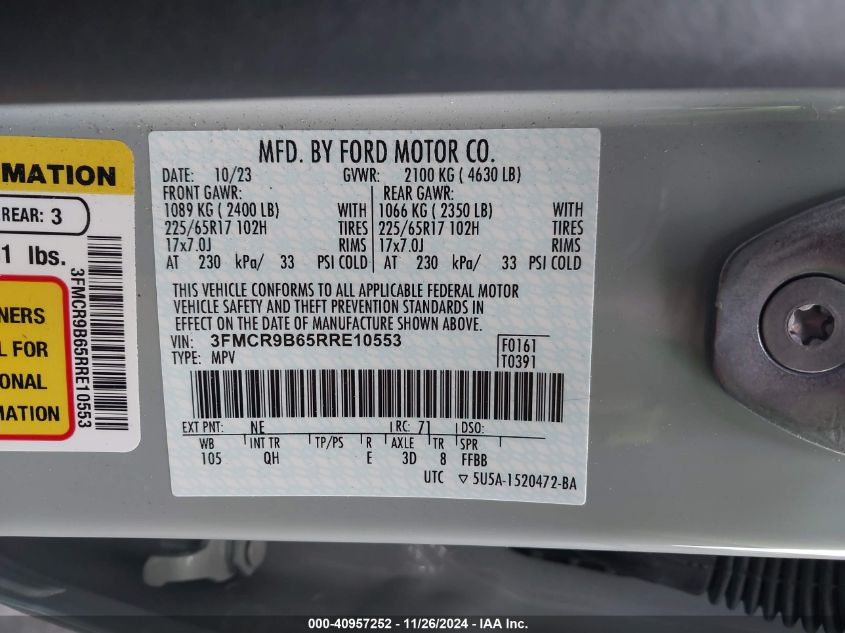 MATION
REAR: 3
1 lbs.
3FMCR9B65RRE10553
NERS
L FOR
ONAL
MATION
MFD. BY FORD MOTOR CO.
DATE: 10/23 GVWR: 2100 KG ( 4630 LB)
FRONT GAWR: REAR GAWR:
1089 KG ( 2400 LB) WITH 1066 KG ( 2350 LB) WITH
225/65R17 102H TIRES 225/65R17 102H TIRES
17x7.0J RIMS 17x7.0J RIMS
AT 230 kPa/ 33 PSI COLD AT 230 kPa/ 33 PSI COLD
THIS VEHICLE CONFORMS TO ALL APPLICABLE FEDERAL MOTOR
VEHICLE SAFETY AND THEFT PREVENTION STANDARDS IN
EFFECT ON THE DATE OF MANUFACTURE SHOWN ABOVE.
VIN: 3FMCR9B65RRE10553 F0161
TYPE: MPV T0391
EXT PNT: NE RC: 71 DSO:
WB INT TR TP/PS R AXLE TR SPR
105 QH E 3D 8 FFBB
UTC ▽ 5U5A-1520472-BA
000-40957252 - 11/26/2024 - IAA Inc.